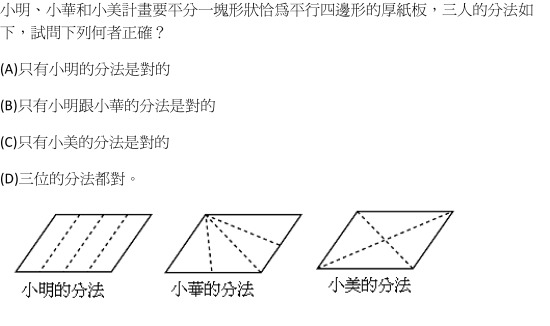 小明、小華和小美計畫要平分一塊形狀恰為平行四邊形的厚紙板，三人的分法如
下，試問下列何者正確？
(A)只有小明的分法是對的
(B)只有小明跟小華的分法是對的
(C)只有小美的分法是對的
(D)三位的分法都對。
小明的分法 小華的分法 小美的分法